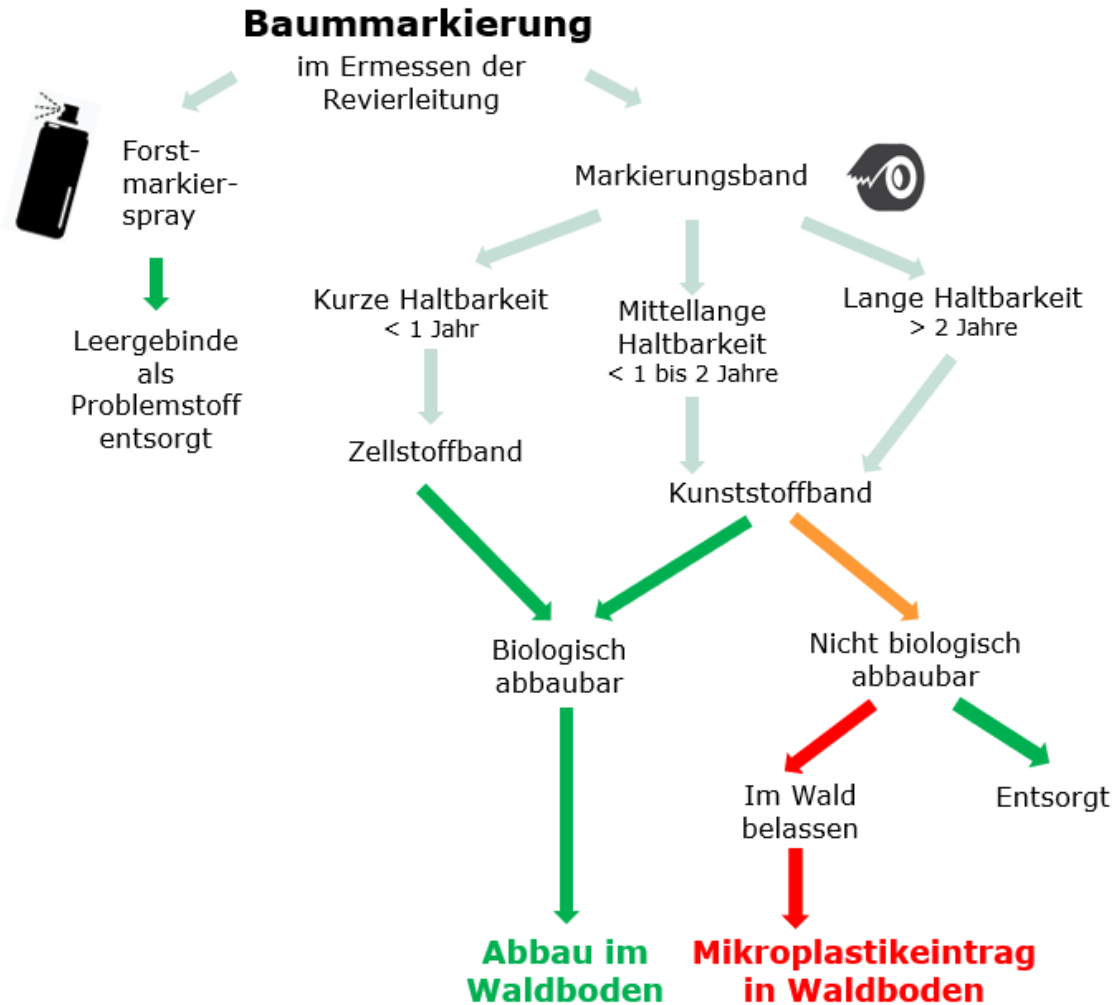 Baummarkierung
im Ermessen der
Revierleitung
Forst-
markier-
spray
Leergebinde
als
Problemstoff
entsorgt
Markierungsband
Kurze Haltbarkeit
< 1 Jahr
Mittellange
Haltbarkeit
< 1 bis 2 Jahre
Lange Haltbarkeit
> 2 Jahre
Zellstoffband
Kunststoffband
Biologisch
abbaubar
Nicht biologisch
abbaubar
Im Wald
belassen
Entsorgt
Abbau im
Waldboden
Mikroplastikeintrag
in Waldboden